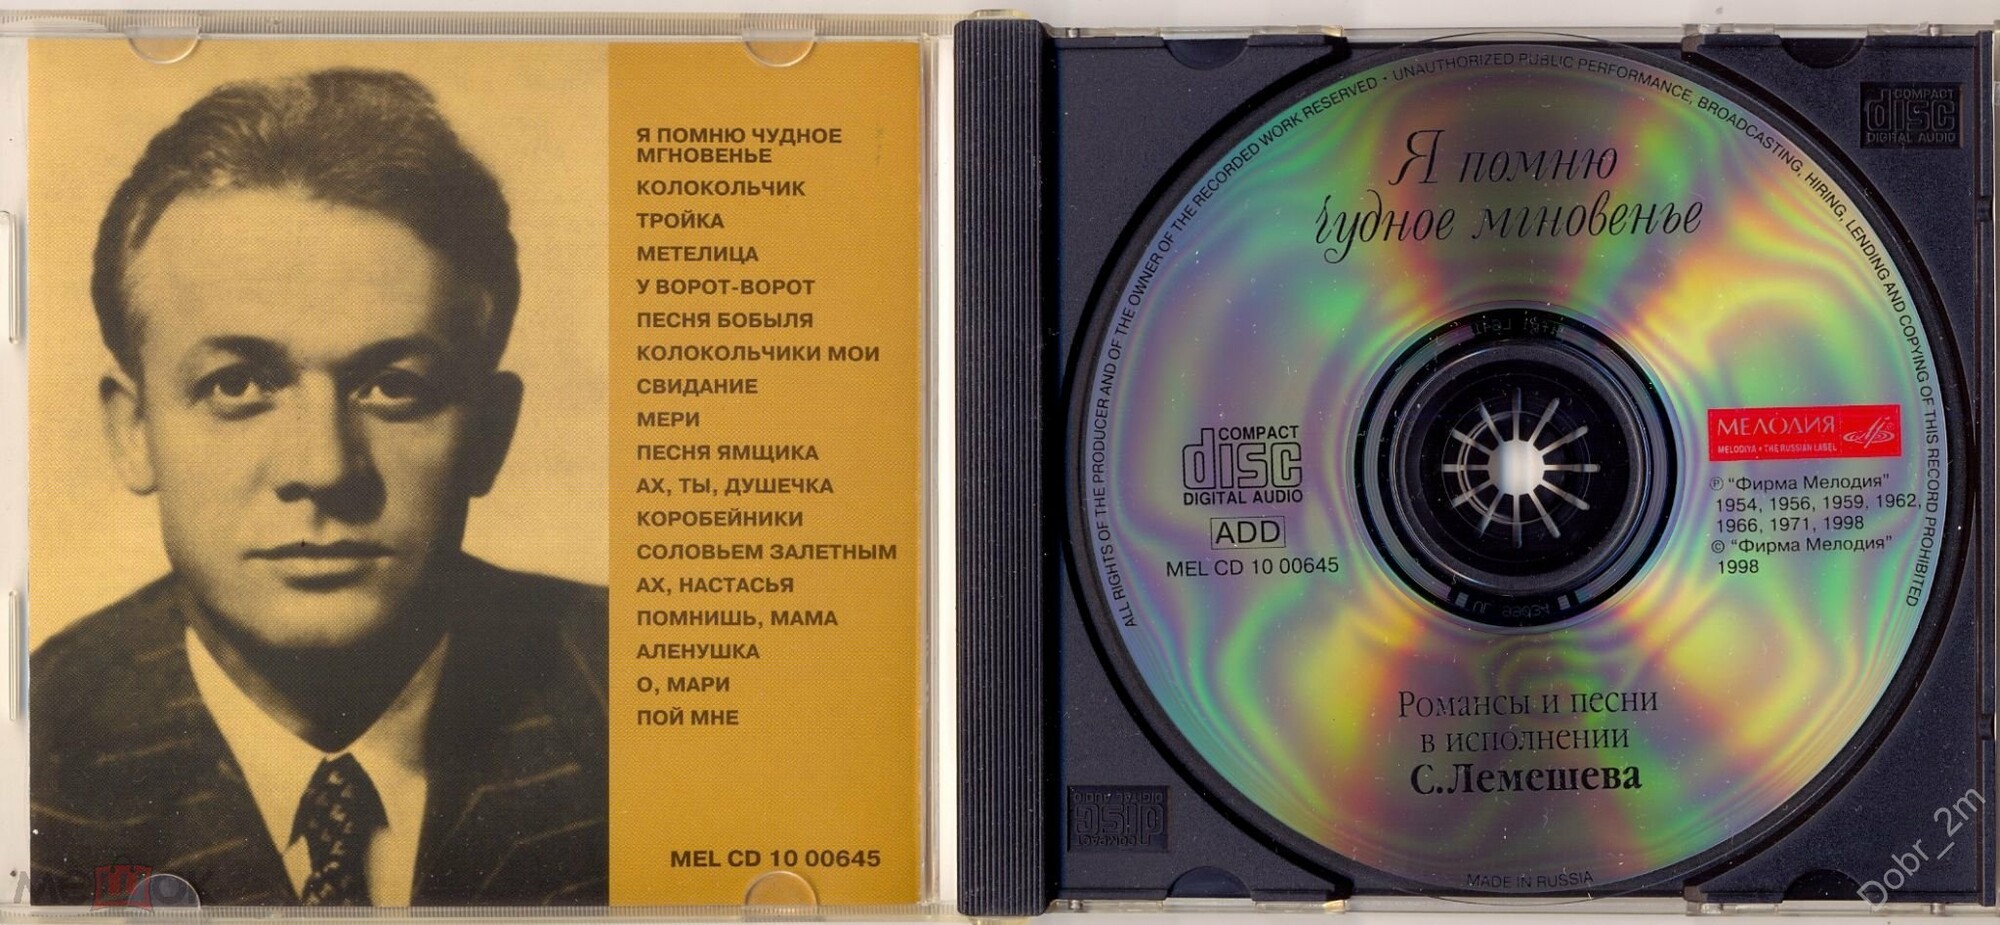 Я ПОМНЮ ЧУДНОЕ
МГНОВЕНЬЕ
КОЛОКОЛЬЧИК
ТРОЙКА
МЕТЕЛИЦА
У ВОРОТ-ВОРОТ
ПЕСНЯ БОБЫЛЯ
КОЛОКОЛЬЧИКИ МОИ
СВИДАНИЕ
МЕРИ
ПЕСНЯ ЯМЩИКА
АХ, ТЫ, ДУШЕЧКА
КОРОБЕЙНИКИ
СОЛОВЬЕМ ЗАЛЕТНЫМ
АХ, НАСТАСЬЯ
ПОМНИШЬ, МАМА
АЛЕНУШКА
О, МАРИ
ПОЙ МНЕ
MEL CD 10 00645
ALL RIGHTS OF THE PRODUCER AND OF THE OWNER OF THE RECORDED WORK RESERVED · UNAUTHORIZED PUBLIC PERFORMANCE, BROADCASTING, HIRING, LENDING AND COPYING OF THIS RECORD PROHIBITED
Я помню
чудное мгновенье
COMPACT
disc
DIGITAL AUDIO
ADD
MEL CD 10 00645
МЕЛОДИЯ
MELODIYA • THE RUSSIAN LABEL
℗ “Фирма Мелодия”
1954, 1956, 1959, 1962,
1966, 1971, 1998
© “Фирма Мелодия”
1998
Романсы и песни
в исполнении
С.Лемешева
MADE IN RUSSIA
COMPACT
disc
DIGITAL AUDIO
COMPACT
disc
DIGITAL AUDIO
Dobr_2m